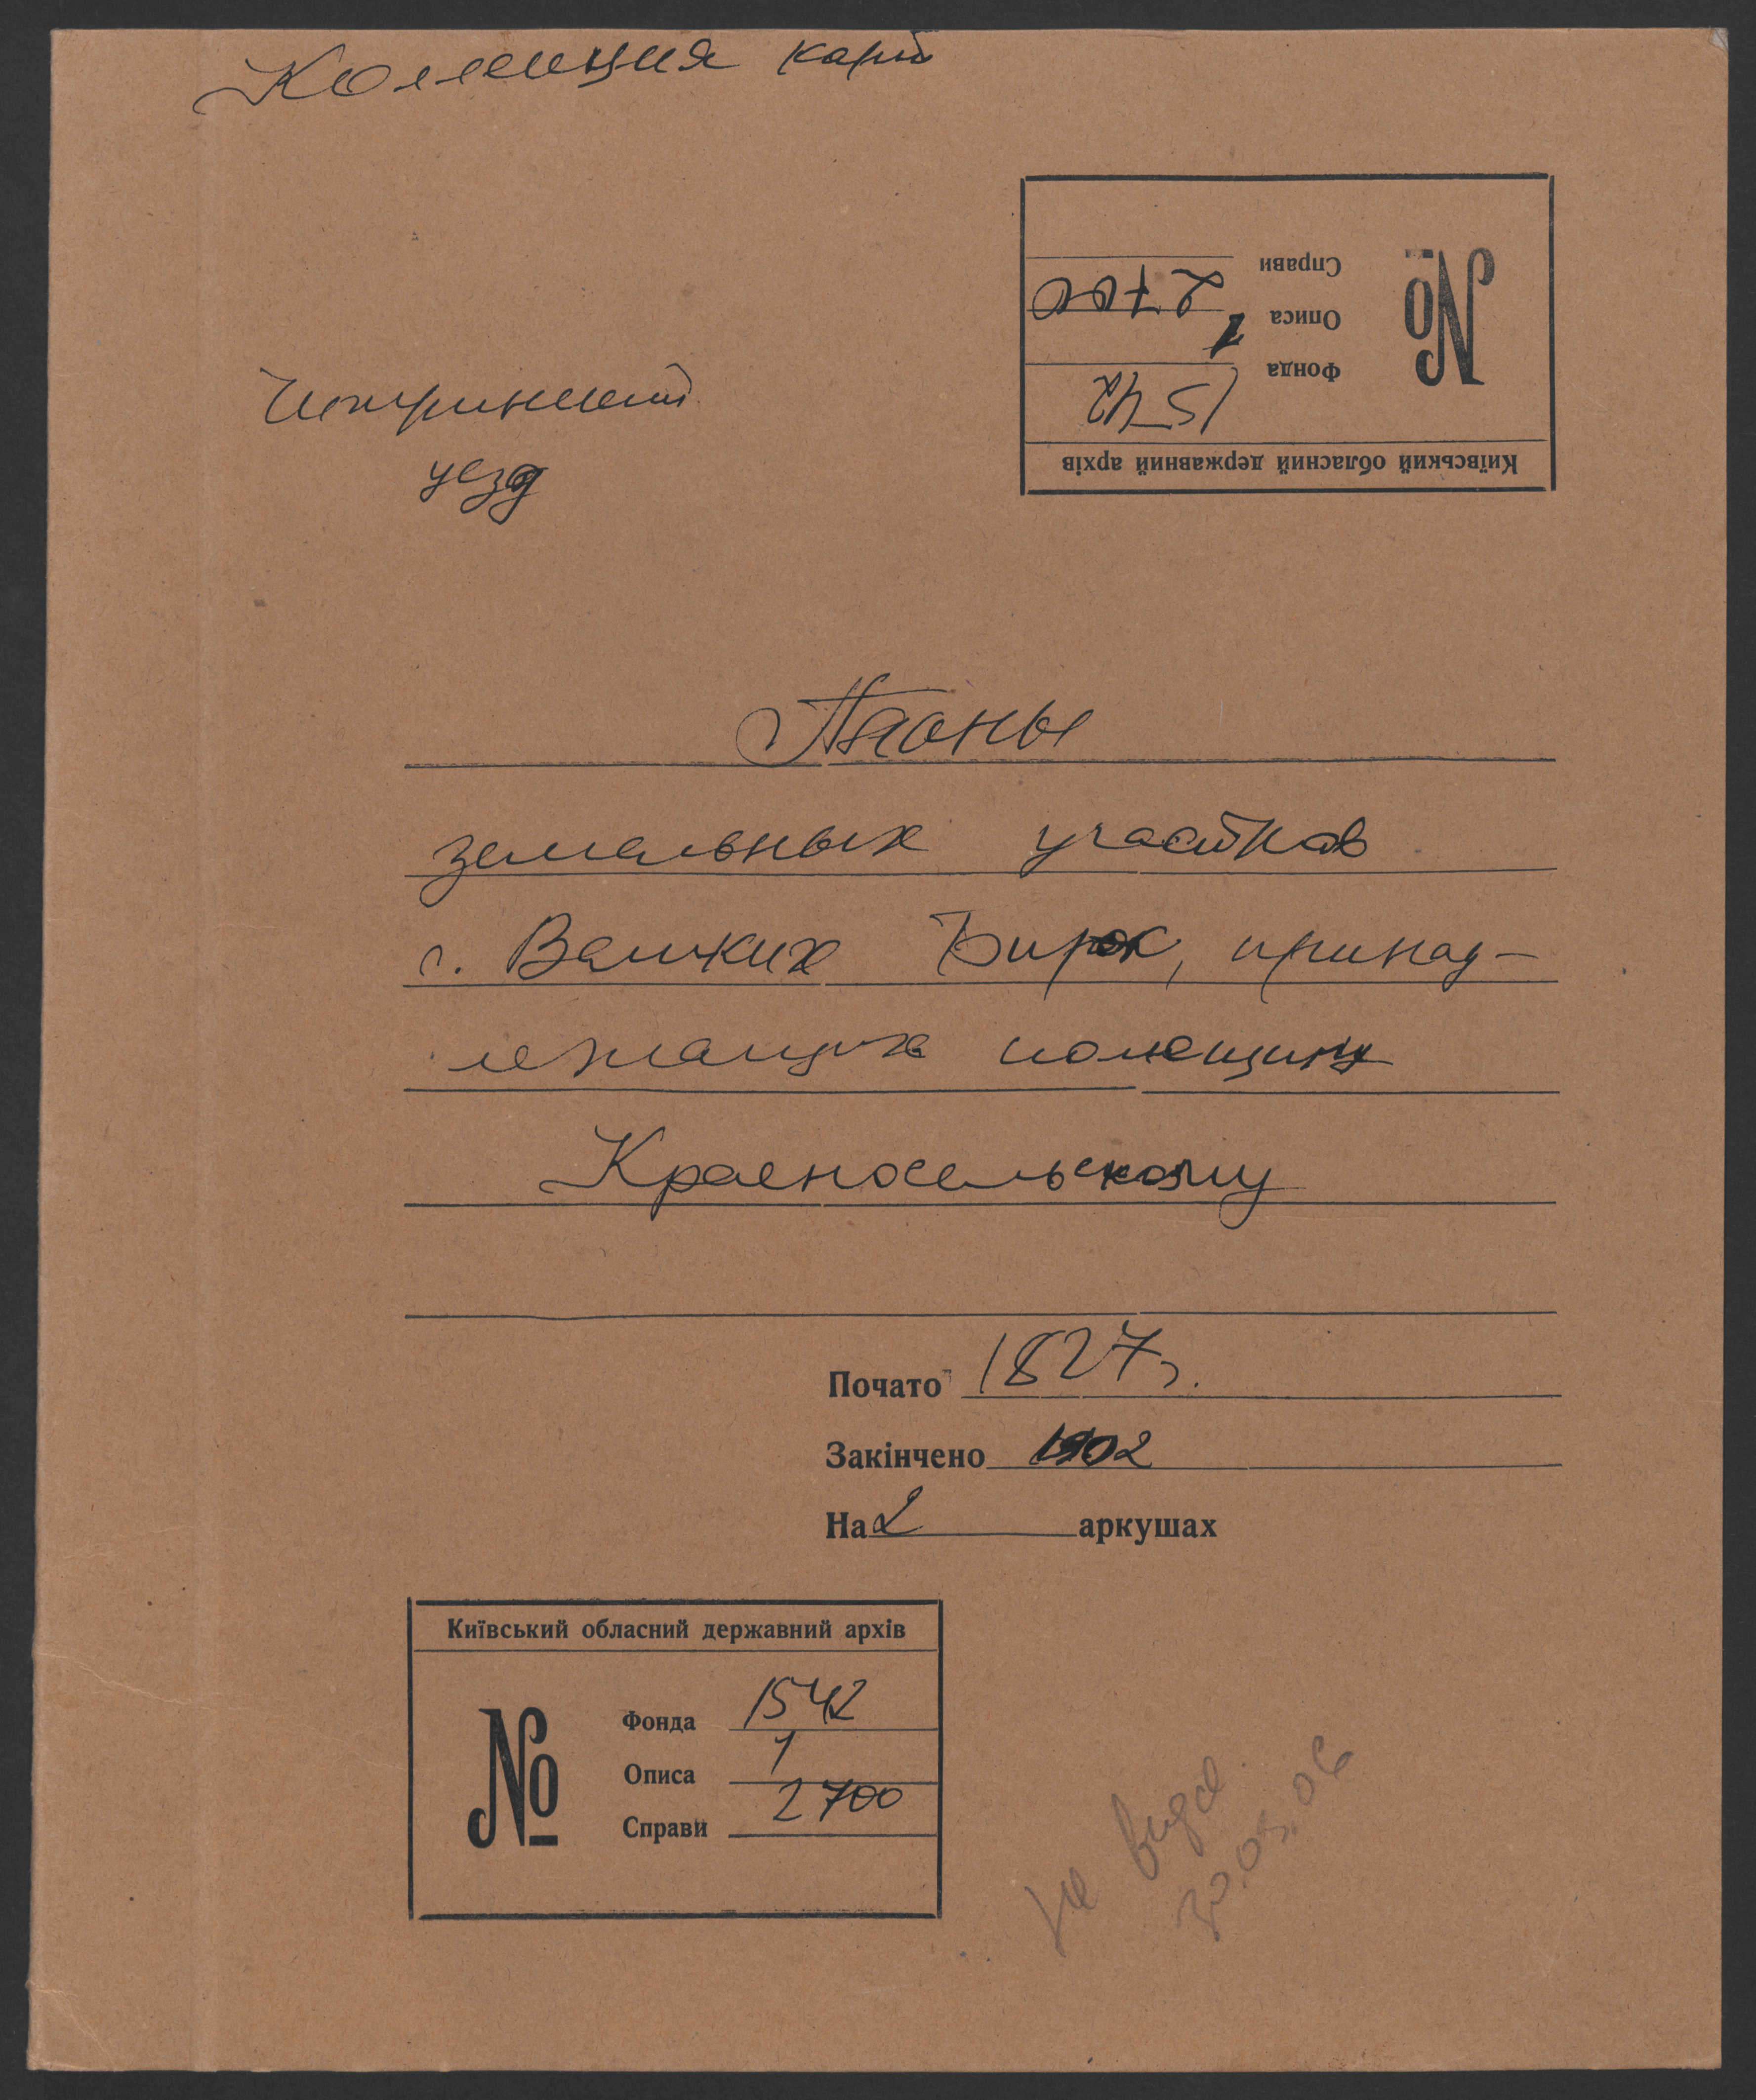 Коллекция карт
Справи 2700
Описа 1
Фонда 1542
№
Київський обласний державний архів
Чигиринский
уезд
Планы
земельных участков
с. Великих Бирок, принад-
лежащих помещику
Красносельскому
Почато 1827 г.
Закінчено 1902
На 2 аркушах
Київський обласний державний архів
№
Фонда 1542
Описа 1
Справи 2700
Не видав.